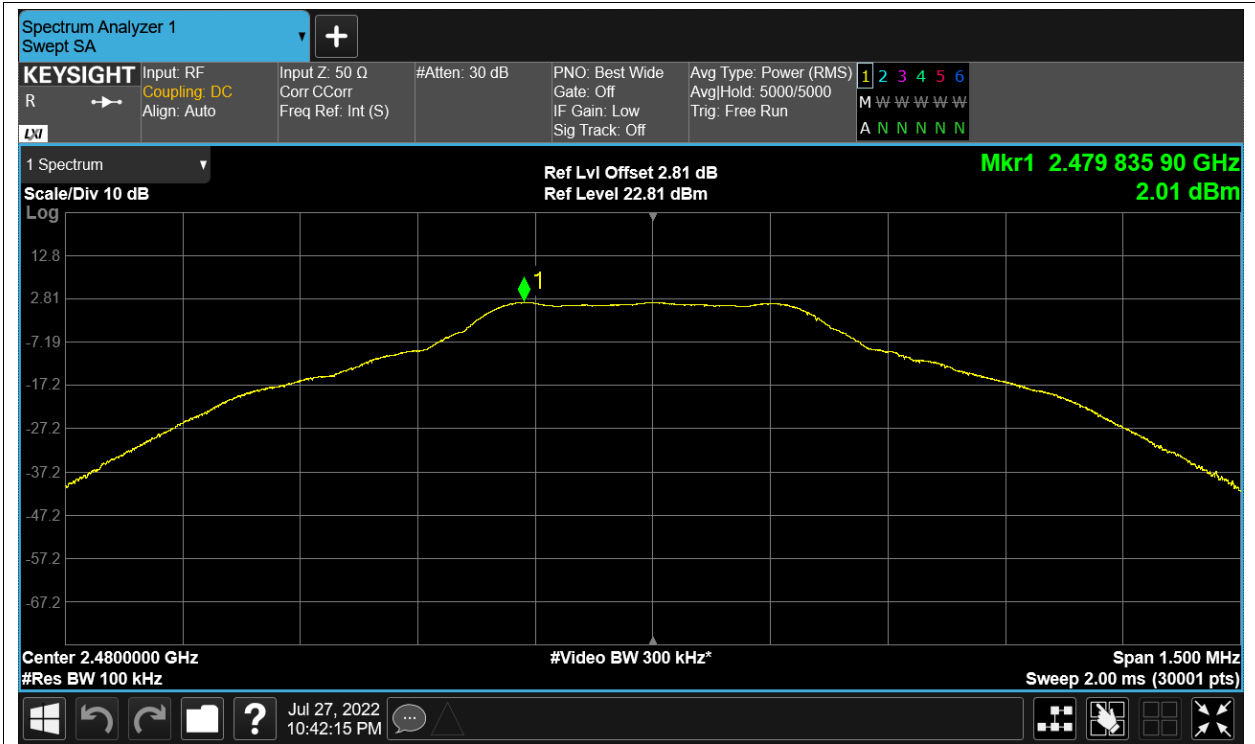 Spectrum Analyzer 1
Swept SA
KEYSIGHT
R
LXI
Input: RF
Coupling: DC
Align: Auto
Input Z: 50 Ω
Corr CCorr
Freq Ref: Int (S)
#Atten: 30 dB
PNO: Best Wide
Gate: Off
IF Gain: Low
Sig Track: Off
Avg Type: Power (RMS)
Avg|Hold: 5000/5000
Trig: Free Run
1 2 3 4 5 6
M W W W W W
A N N N N N
1 Spectrum
Scale/Div 10 dB
Log
Ref Lvl Offset 2.81 dB
Ref Level 22.81 dBm
Mkr1 2.479 835 90 GHz
2.01 dBm
12.8
1
2.81
-7.19
-17.2
-27.2
-37.2
-47.2
-57.2
-67.2
Center 2.4800000 GHz
#Video BW 300 kHz*
Span 1.500 MHz
#Res BW 100 kHz
Sweep 2.00 ms (30001 pts)
?
Jul 27, 2022
10:42:15 PM